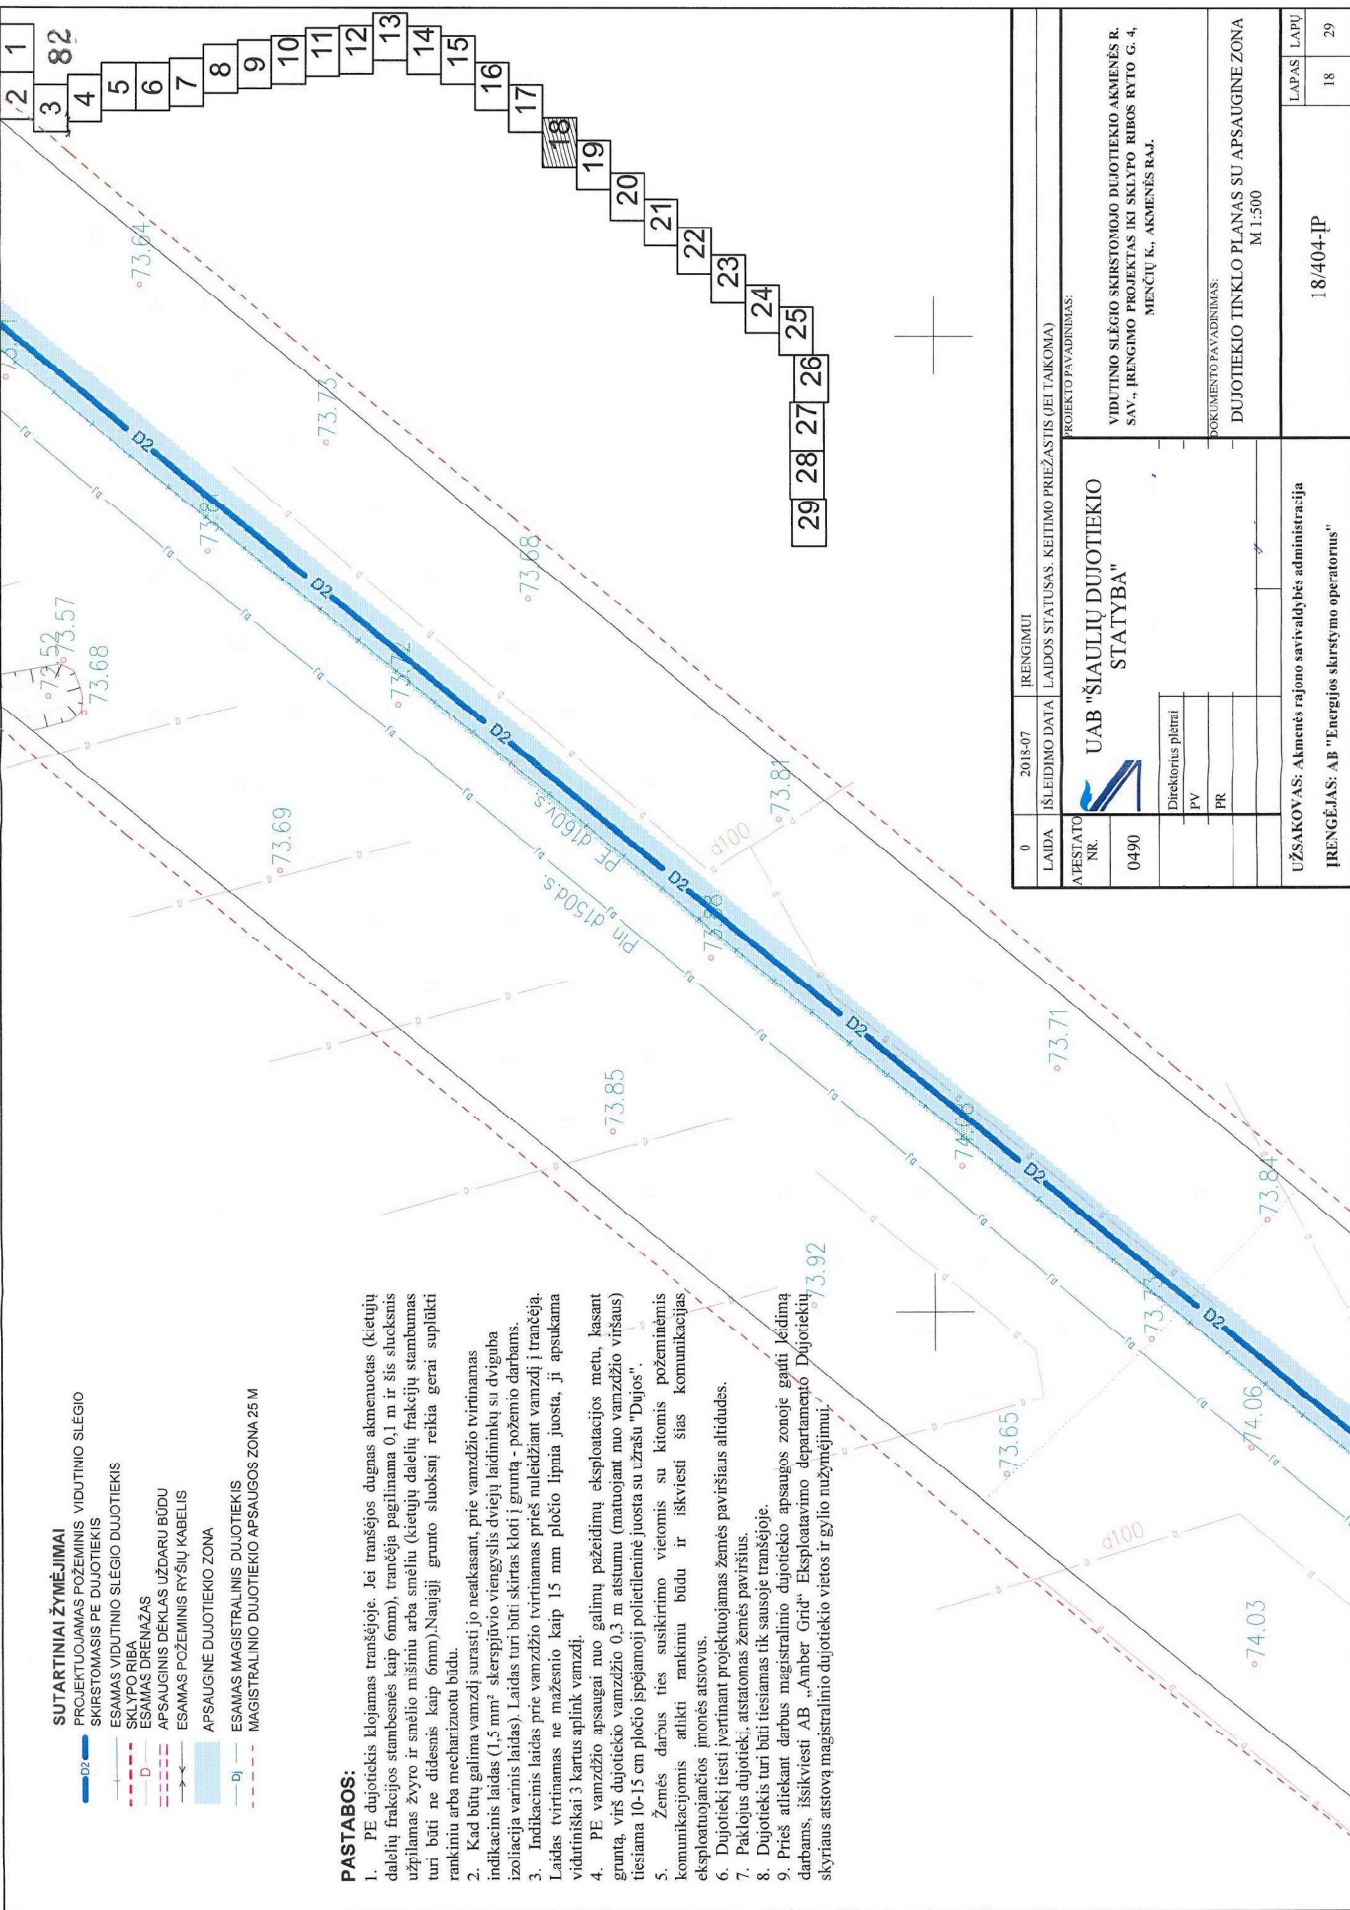 SUTARTINIAI ŽYMĖJIMAI
D2
PROJEKTUOJAMAS POŽEMINIS VIDUTINIO SLĖGIO
SKIRSTOMASIS PE DUJOTIEKIS
ESAMAS VIDUTINIO SLĖGIO DUJOTIEKIS
SKLYPO RIBA
D
ESAMAS DRENAŽAS
APSAUGINIS DĖKLAS UŽDARU BŪDU
ESAMAS POŽEMINIS RYŠIŲ KABELIS
APSAUGINĖ DUJOTIEKIO ZONA
Dj
ESAMAS MAGISTRALINIS DUJOTIEKIS
MAGISTRALINIO DUJOTIEKIO APSAUGOS ZONA 25 M
PASTABOS:
1. PE dujotiekis klojamas tranšėjoje. Jei tranšėjos dugnas akmenuotas (kietųjų
dalelių frakcijos stambesnės kaip 6mm), trančėja pagilinama 0,1 m ir šis sluoksnis
užpilamas žvyro ir smėlio mišiniu arba smėliu (kietųjų dalelių frakcijų stambumas
turi būti ne didesnis kaip 6mm).Naująjį grunto sluoksnį reikia gerai suplūkti
rankiniu arba mechanizuotu būdu.
2. Kad būtų galima vamzdį surasti jo neatkasant, prie vamzdžio tvirtinamas
indikacinis laidas (1,5 mm² skerspjūvio viengyslis dviejų laidininkų su dviguba
izoliacija varinis laidas). Laidas turi būti skirtas kloti į gruntą - požemio darbams.
3. Indikacinis laidas prie vamzdžio tvirtinamas prieš nuleidžiant vamzdį į trančėją.
Laidas tvirtinamas ne mažesnio kaip 15 mm pločio lipnia juosta, ji apsukama
vidutiniškai 3 kartus aplink vamzdį.
4. PE vamzdžio apsaugai nuo galimų pažeidimų eksploatacijos metu, kasant
gruntą, virš dujotiekio vamzdžio 0,3 m atstumu (matuojant nuo vamzdžio viršaus)
tiesiama 10-15 cm pločio įspėjamoji polietileninė juosta su užrašu "Dujos".
5. Žemės darbus ties susikirimo vietomis su kitomis požeminėmis
komunikacijomis atlikti rankiniu būdu ir iškviesti šias komunikacijas
eksploatuojančios įmonės atstovus.
6. Dujotiekį tiesti įvertinant projektuojamas žemės paviršiaus altidudes.
7. Paklojus dujotiekį, atstatomas žemės paviršius.
8. Dujotiekis turi būti tiesiamas tik sausoje tranšėjoje.
9. Prieš atliekant darbus magistralinio dujotiekio apsaugos zonoje gauti leidimą
darbams, išsikviesti AB „Amber Grid“ Eksploatavimo departamento Dujotiekių
skyriaus atstovą magistralinio dujotiekio vietos ir gylio nužymėjimui.
72.52
73.57
73.68
73.69
73.85
73.92
73.65
74.03
74.06
73.84
73.71
73.81
73.68
73.73
73.64
d100
d100
Pln d150d.s.
PE d160v.s.
D2
D2
D2
D2
D2
D2
D2
82
1
2
3
4
5
6
7
8
9
10
11
12
13
14
15
16
17
18
19
20
21
22
23
24
25
26
27
28
29
0
2018-07
ĮRENGIMUI
LAIDA
IŠLEIDIMO DATA
LAIDOS STATUSAS. KEITIMO PRIEŽASTIS (JEI TAIKOMA)
ATESTATO
NR.
0490
UAB "ŠIAULIŲ DUJOTIEKIO
STATYBA"
Direktorius plėtrai
PV
PR
PROJEKTO PAVADINIMAS:
VIDUTINIO SLĖGIO SKIRSTOMOJO DUJOTIEKIO AKMENĖS R.
SAV., ĮRENGIMO PROJEKTAS IKI SKLYPO RIBOS RYTO G. 4,
MENČIŲ K., AKMENĖS RAJ.
DOKUMENTO PAVADINIMAS:
DUJOTIEKIO TINKLO PLANAS SU APSAUGINE ZONA
M 1:500
UŽSAKOVAS: Akmenės rajono savivaldybės administracija
ĮRENGĖJAS: AB "Energijos skirstymo operatorius"
18/404-ĮP
LAPAS
LAPŲ
18
29